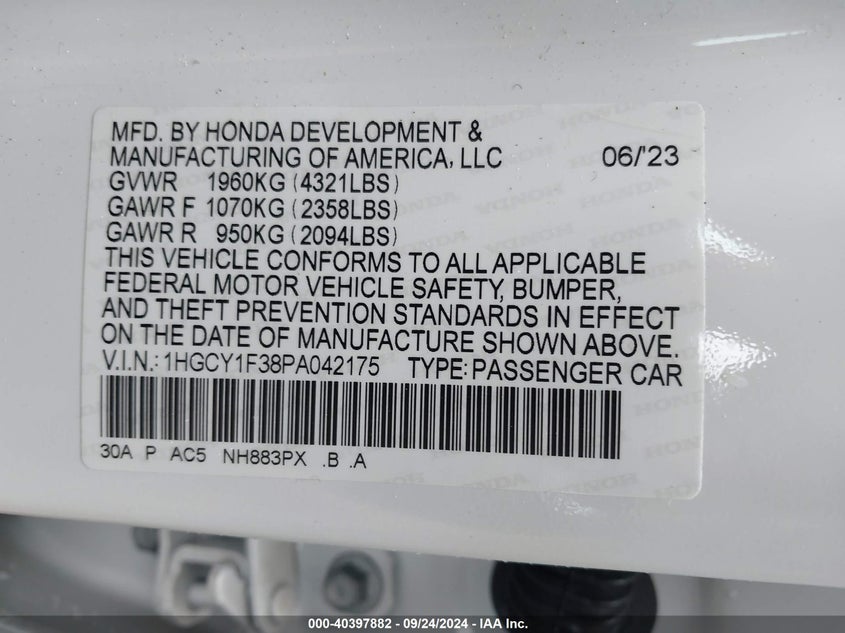 MFD. BY HONDA DEVELOPMENT &
MANUFACTURING OF AMERICA, LLC 06/'23
GVWR 1960KG (4321LBS)
GAWR F 1070KG (2358LBS)
GAWR R 950KG (2094LBS)
THIS VEHICLE CONFORMS TO ALL APPLICABLE
FEDERAL MOTOR VEHICLE SAFETY, BUMPER,
AND THEFT PREVENTION STANDARDS IN EFFECT
ON THE DATE OF MANUFACTURE SHOWN ABOVE.
V.I.N.: 1HGCY1F38PA042175 TYPE: PASSENGER CAR
30A P AC5 NH883PX .B .A
000-40397882 - 09/24/2024 - IAA Inc.